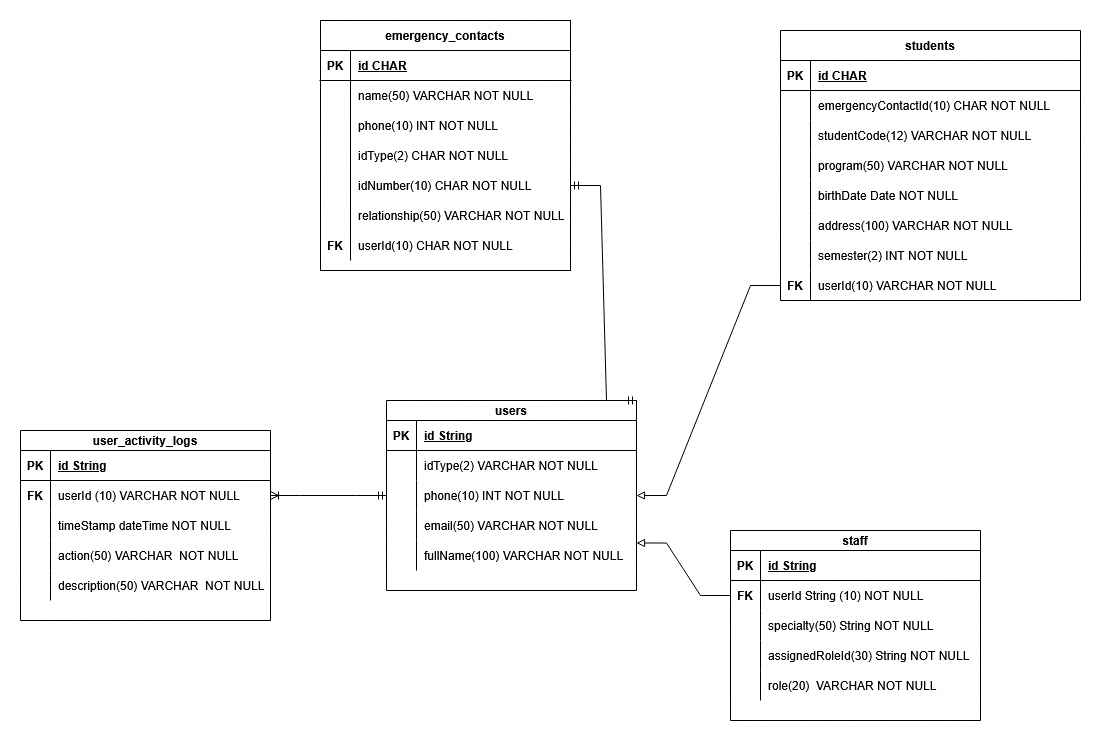 emergency_contacts
PK id CHAR
name(50) VARCHAR NOT NULL
phone(10) INT NOT NULL
idType(2) CHAR NOT NULL
idNumber(10) CHAR NOT NULL
relationship(50) VARCHAR NOT NULL
FK userId(10) CHAR NOT NULL
students
PK id CHAR
emergencyContactId(10) CHAR NOT NULL
studentCode(12) VARCHAR NOT NULL
program(50) VARCHAR NOT NULL
birthDate Date NOT NULL
address(100) VARCHAR NOT NULL
semester(2) INT NOT NULL
FK userId(10) VARCHAR NOT NULL
user_activity_logs
PK id String
FK userId (10) VARCHAR NOT NULL
timeStamp dateTime NOT NULL
action(50) VARCHAR  NOT NULL
description(50) VARCHAR  NOT NULL
users
PK id String
idType(2) VARCHAR NOT NULL
phone(10) INT NOT NULL
email(50) VARCHAR NOT NULL
fullName(100) VARCHAR NOT NULL
staff
PK id String
FK userId String (10) NOT NULL
specialty(50) String NOT NULL
assignedRoleId(30) String NOT NULL
role(20)  VARCHAR NOT NULL